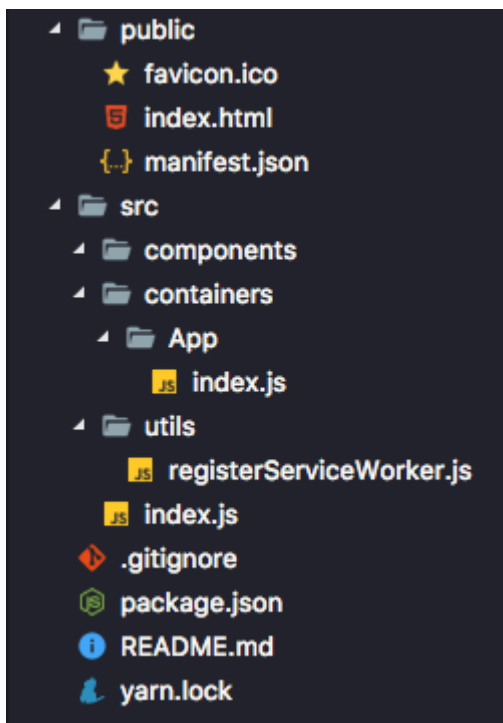 public
favicon.ico
index.html
manifest.json
src
components
containers
App
index.js
utils
registerServiceWorker.js
index.js
.gitignore
package.json
README.md
yarn.lock